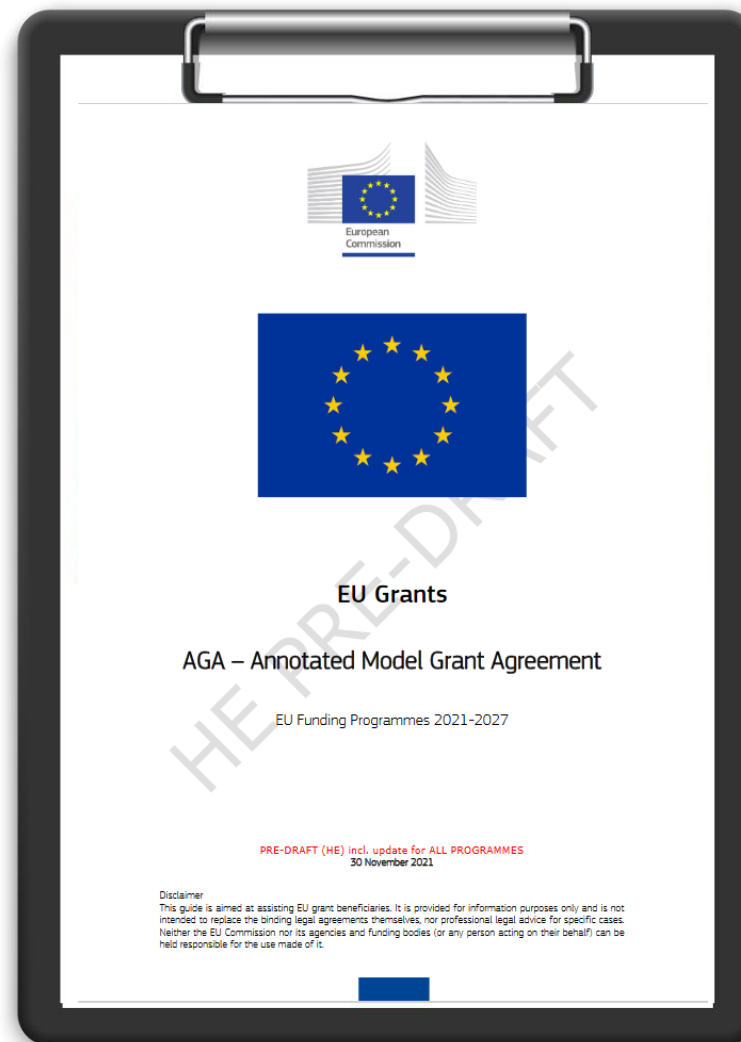 European
Commission
HE PRE-DRAFT
EU Grants
AGA – Annotated Model Grant Agreement
EU Funding Programmes 2021-2027
PRE-DRAFT (HE) incl. update for ALL PROGRAMMES
30 November 2021
Disclaimer
This guide is aimed at assisting EU grant beneficiaries. It is provided for information purposes only and is not
intended to replace the binding legal agreements themselves, nor professional legal advice for specific cases.
Neither the EU Commission nor its agencies and funding bodies (or any person acting on their behalf) can be
held responsible for the use made of it.